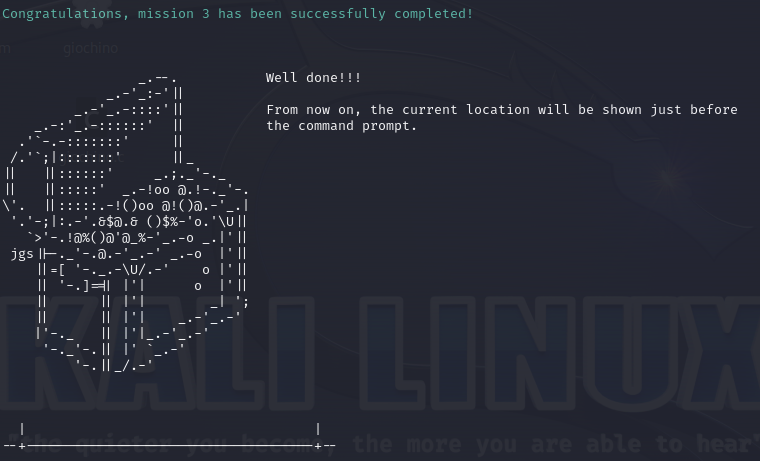 Congratulations, mission 3 has been successfully completed!
giochino
Well done!!!
From now on, the current location will be shown just before
the command prompt.
jgs
KALI LINUX
"the quieter you become, the more you are able to hear"